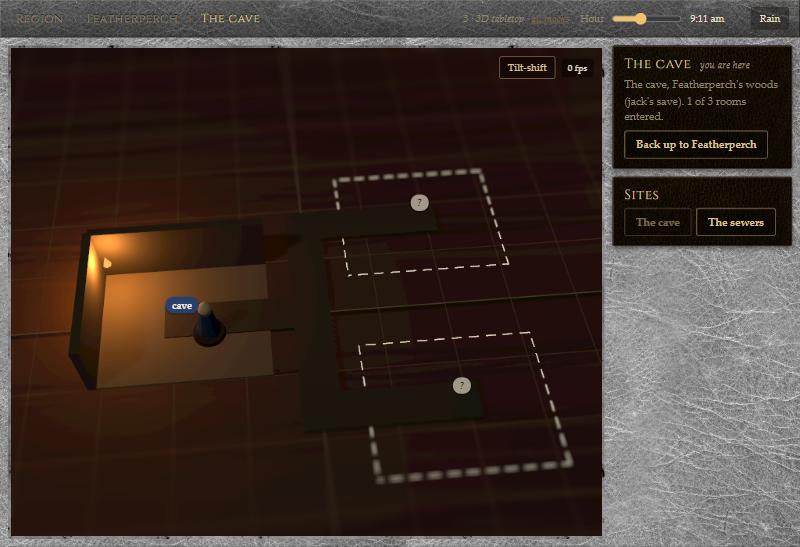 REGION › FEATHERPERCH › THE CAVE
3 · 3D tabletop · all mocks
Hour
9:11 am
Rain
Tilt-shift
0 fps
THE CAVE you are here
The cave, Featherperch's woods
(jack's save). 1 of 3 rooms
entered.
Back up to Featherperch
SITES
The cave
The sewers
?
cave
?